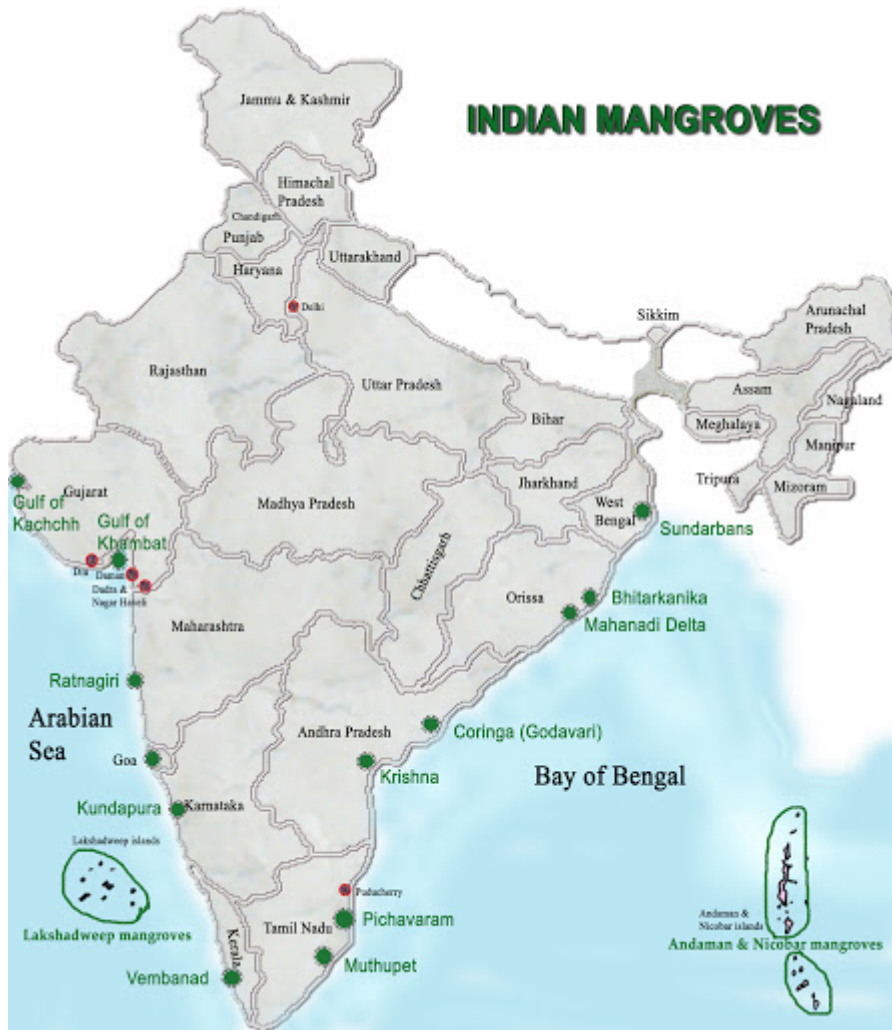 INDIAN MANGROVES
Jammu & Kashmir
Himachal
Pradesh
Chandigarh
Punjab
Uttarakhand
Haryana
Delhi
Sikkim
Arunachal
Pradesh
Rajasthan
Uttar Pradesh
Assam
Nagaland
Bihar
Meghalaya
Manipur
Gujarat
Gulf of
Kachchh
Madhya Pradesh
Jharkhand
Tripura
Mizoram
West
Bengal
Sundarbans
Gulf of
Khambat
Diu
Daman
Dadra &
Nagar Haveli
Chhattisgarh
Orissa
Bhitarkanika
Mahanadi Delta
Maharashtra
Ratnagiri
Arabian
Sea
Andhra Pradesh
Coringa (Godavari)
Goa
Krishna
Bay of Bengal
Kundapura
Karnataka
Lakshadweep islands
Lakshadweep mangroves
Puducherry
Pichavaram
Tamil Nadu
Andaman &
Nicobar islands
Andaman & Nicobar mangroves
Kerala
Muthupet
Vembanad